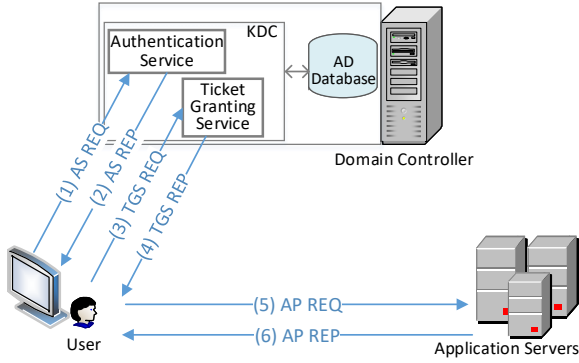 KDC
Authentication
Service
AD
Database
Ticket
Granting
Service
Domain Controller
(1) AS REQ
(2) AS REP
(3) TGS REQ
(4) TGS REP
(5) AP REQ
(6) AP REP
User
Application Servers